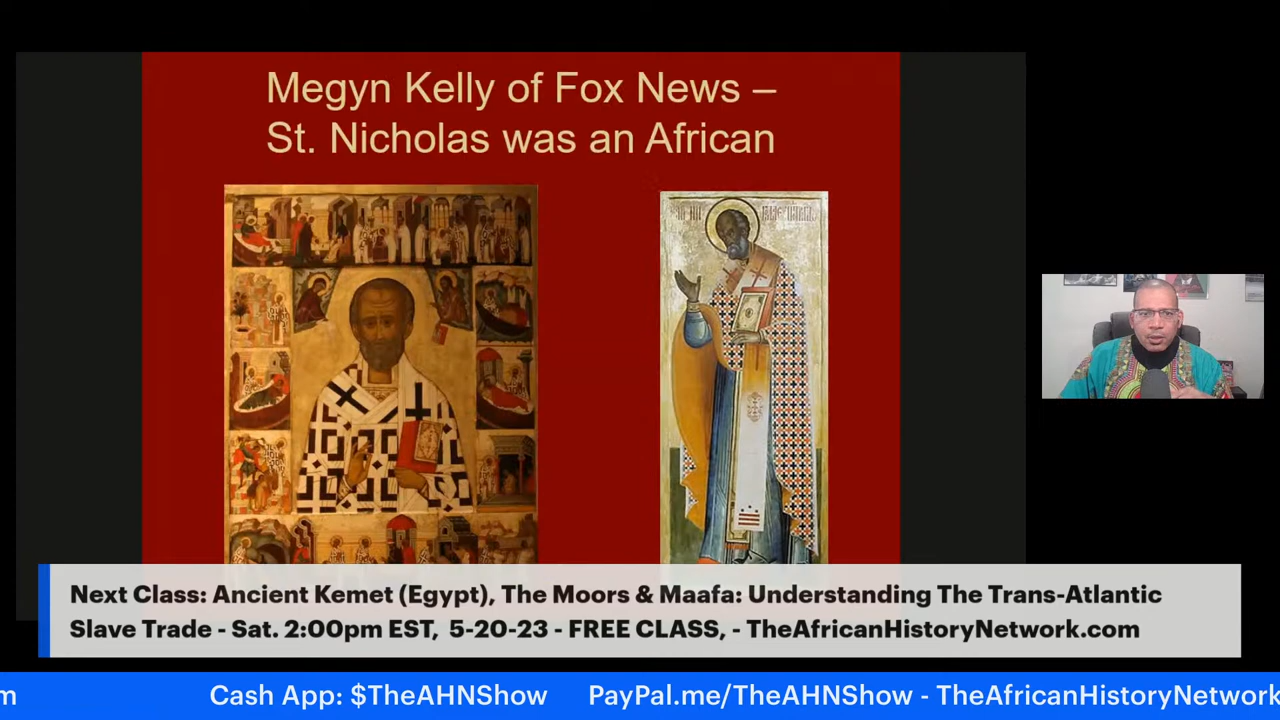 Megyn Kelly of Fox News –
St. Nicholas was an African
Next Class: Ancient Kemet (Egypt), The Moors & Maafa: Understanding The Trans-Atlantic
Slave Trade - Sat. 2:00pm EST, 5-20-23 - FREE CLASS, - TheAfricanHistoryNetwork.com
m Cash App: $TheAHNShow PayPal.me/TheAHNShow - TheAfricanHistoryNetwork